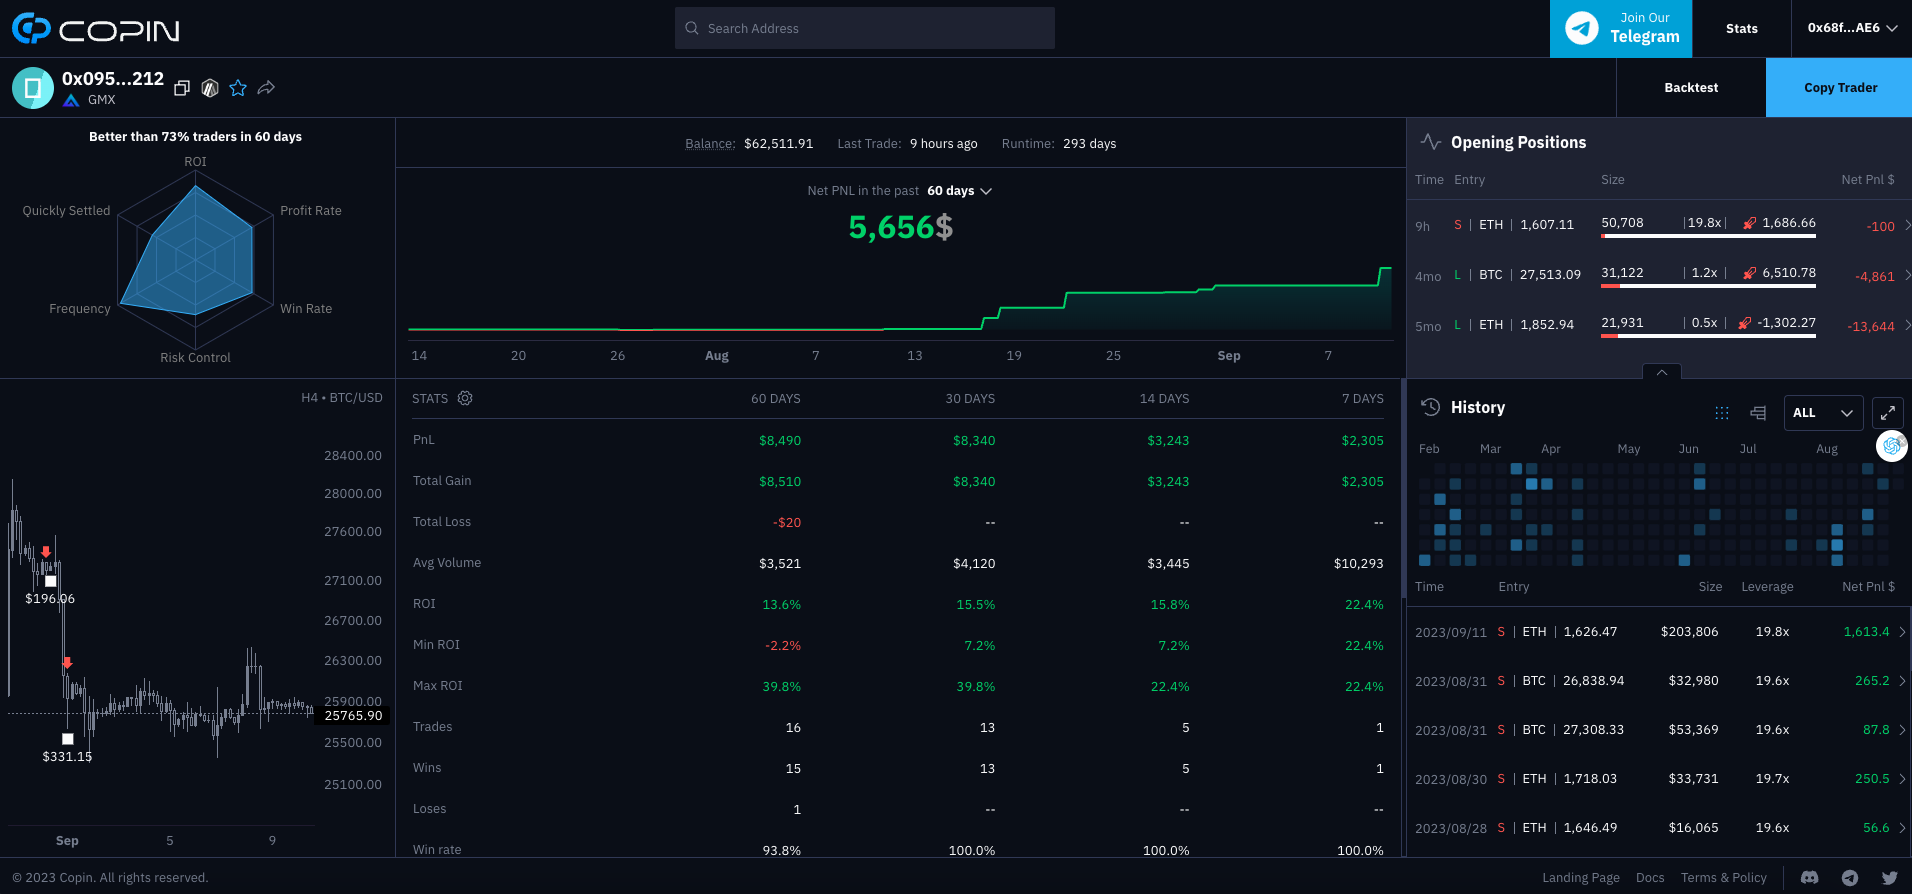 COPIN
Search Address
Join Our
Telegram
Stats
0x68f...AE6
0x095...212
GMX
Backtest
Copy Trader
Better than 73% traders in 60 days
ROI
Quickly Settled
Profit Rate
Frequency
Win Rate
Risk Control
Balance: $62,511.91 Last Trade: 9 hours ago Runtime: 293 days
Net PNL in the past 60 days
5,656$
14 20 26 Aug 7 13 19 25 Sep 7
Opening Positions
Time Entry Size Net Pnl $
9h S | ETH | 1,607.11 50,708 |19.8x| 1,686.66 -100
4mo L | BTC | 27,513.09 31,122 | 1.2x | 6,510.78 -4,861
5mo L | ETH | 1,852.94 21,931 | 0.5x | -1,302.27 -13,644
H4 • BTC/USD
28400.00
28000.00
27600.00
27100.00
26700.00
26300.00
25900.00
25765.90
25500.00
25100.00
$196.06
$331.15
Sep 5 9
STATS 60 DAYS 30 DAYS 14 DAYS 7 DAYS
PnL $8,490 $8,340 $3,243 $2,305
Total Gain $8,510 $8,340 $3,243 $2,305
Total Loss -$20 -- -- --
Avg Volume $3,521 $4,120 $3,445 $10,293
ROI 13.6% 15.5% 15.8% 22.4%
Min ROI -2.2% 7.2% 7.2% 22.4%
Max ROI 39.8% 39.8% 22.4% 22.4%
Trades 16 13 5 1
Wins 15 13 5 1
Loses 1 -- -- --
Win rate 93.8% 100.0% 100.0% 100.0%
History
ALL
Feb Mar Apr May Jun Jul Aug
Time Entry Size Leverage Net Pnl $
2023/09/11 S | ETH | 1,626.47 $203,806 19.8x 1,613.4
2023/08/31 S | BTC | 26,838.94 $32,980 19.6x 265.2
2023/08/31 S | BTC | 27,308.33 $53,369 19.6x 87.8
2023/08/30 S | ETH | 1,718.03 $33,731 19.7x 250.5
2023/08/28 S | ETH | 1,646.49 $16,065 19.6x 56.6
© 2023 Copin. All rights reserved.
Landing Page Docs Terms & Policy